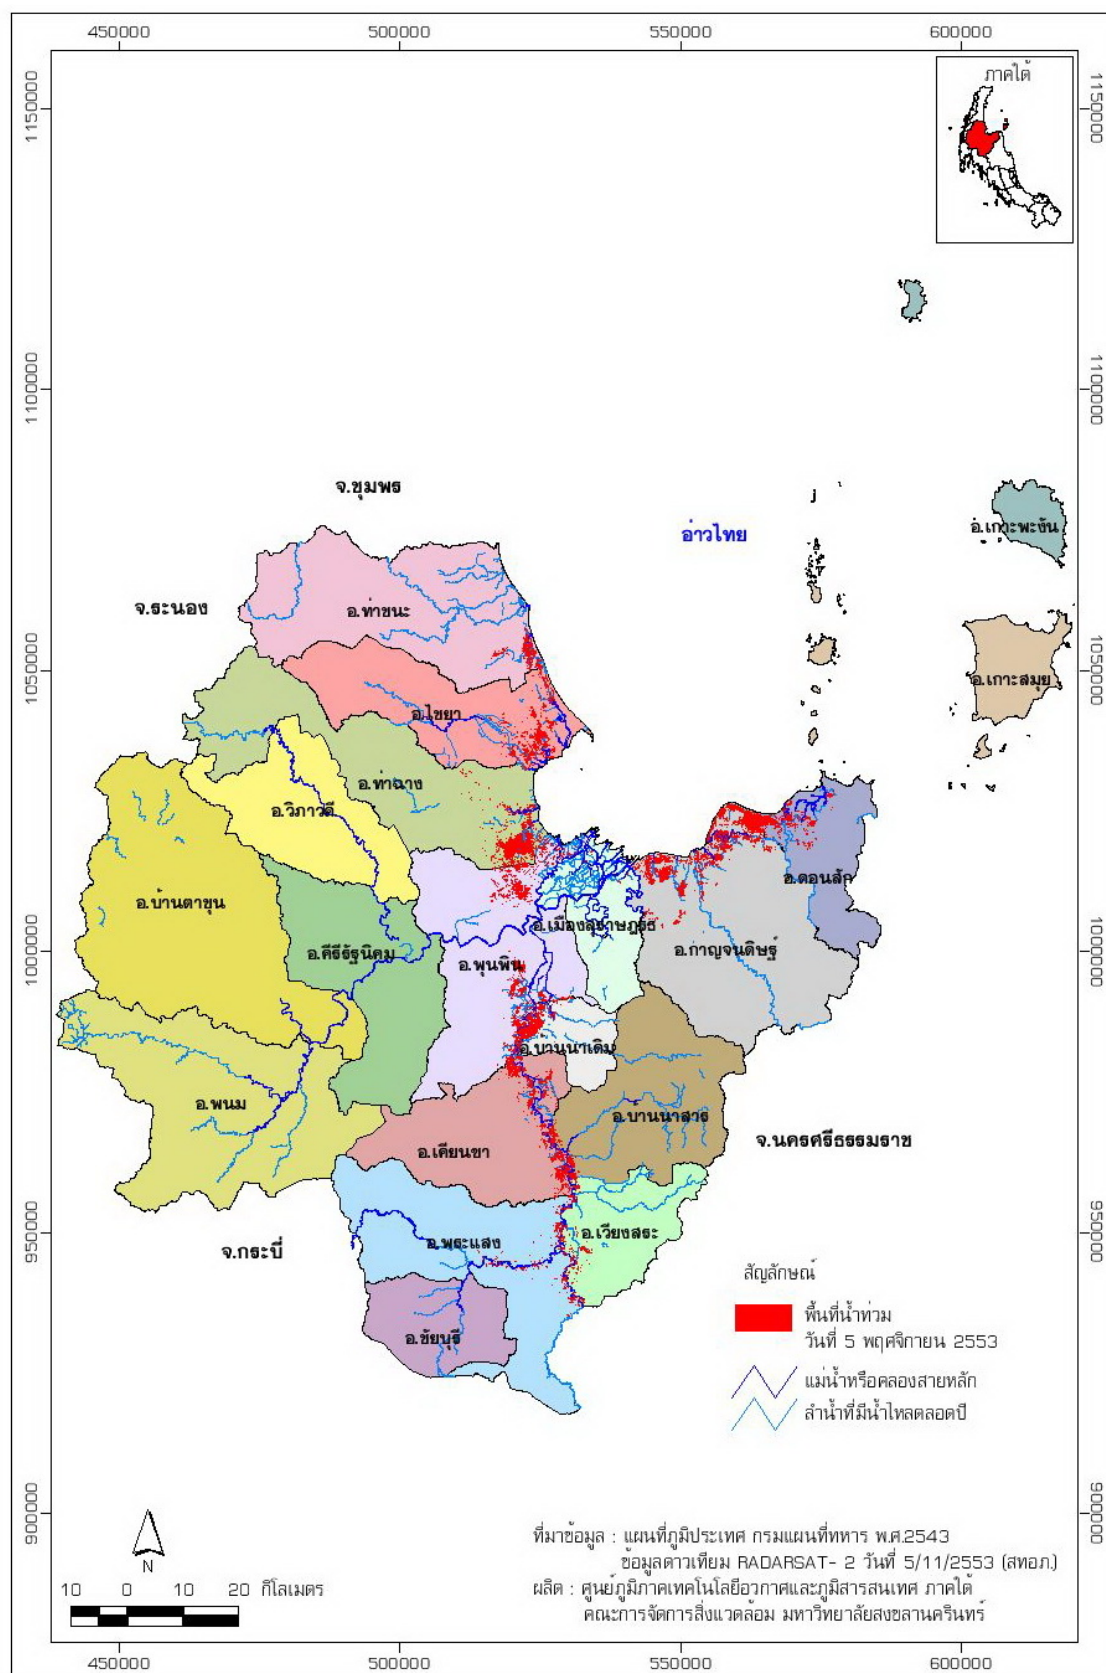 450000 500000 550000 600000
ภาคใต้
1150000 1150000
1100000 1100000
จ.ชุมพร
อ่าวไทย
อ.เกาะพะงัน
จ.ระนอง
อ.ท่าชนะ
1050000 1050000
อ.เกาะสมุย
อ.ไชยา
อ.ท่าฉาง
อ.วิภาวดี
อ.ดอนสัก
อ.บ้านตาขุน
อ.เมืองสุราษฎรธ
อ.คีรีรัฐนิคม
อ.กาญจนดิษฐ์
1000000 1000000
อ.พุนพิน
อ.บ้านนาเดิม
อ.พนม
อ.บานนาสาร
จ.นครศรีธรรมราช
อ.เคียนซา
950000 950000
อ.เวียงสระ
จ.กระบี่
อ.พระแสง
สัญลักษณ์
พื้นที่น้ำท่วม
วันที่ 5 พฤศจิกายน 2553
อ.ชัยบุรี
แม่น้ำหรือคลองสายหลัก
ลำน้ำที่มีน้ำไหลตลอดปี
900000 900000
N
ที่มาข้อมูล : แผนที่ภูมิประเทศ กรมแผนที่ทหาร พ.ศ.2543
ข้อมูลดาวเทียม RADARSAT- 2 วันที่ 5/11/2553 (สทอภ.)
10 0 10 20 กิโลเมตร
ผลิต : ศูนย์ภูมิภาคเทคโนโลยีอวกาศและภูมิสารสนเทศ ภาคใต้
คณะการจัดการสิ่งแวดล้อม มหาวิทยาลัยสงขลานครินทร์
450000 500000 550000 600000